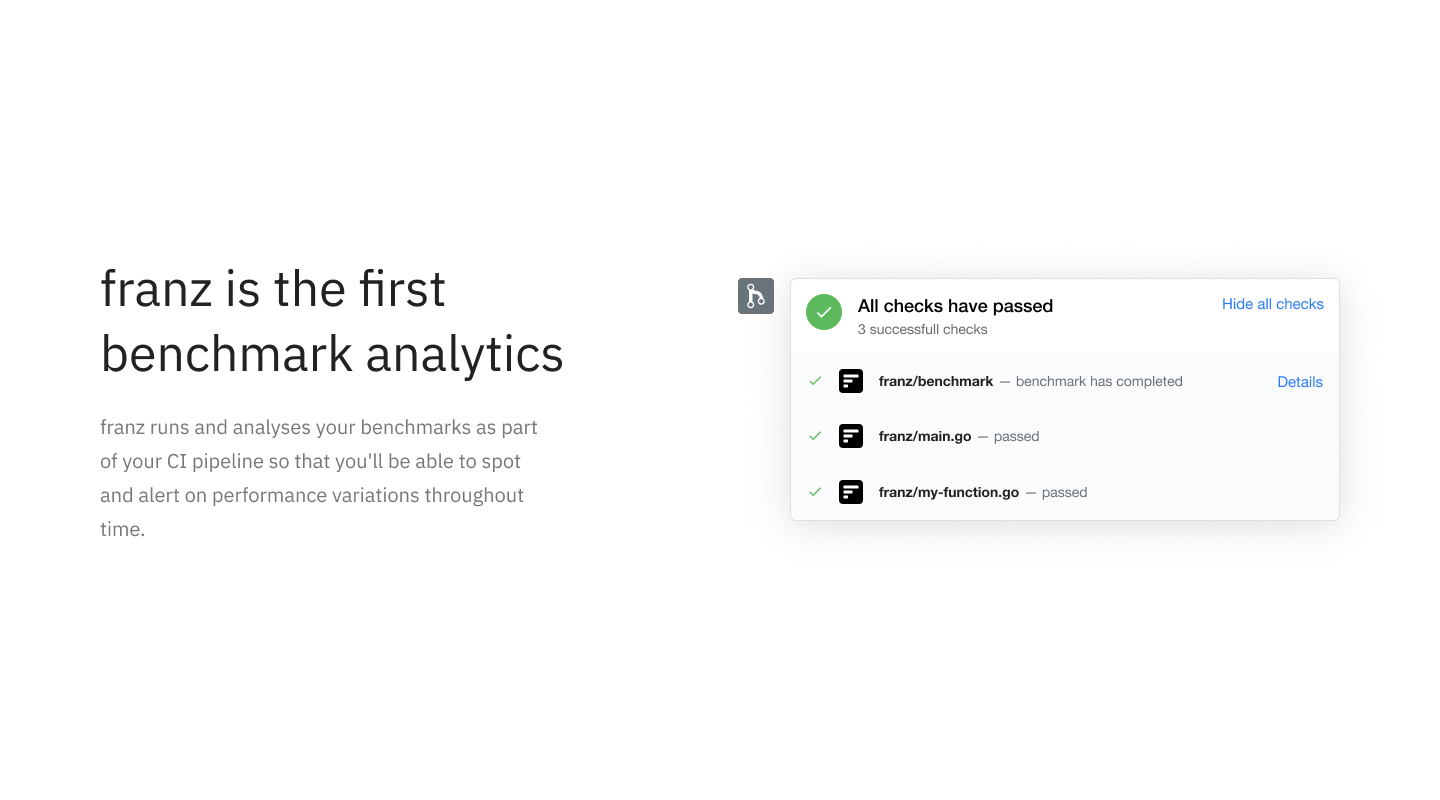 franz is the first
benchmark analytics
franz runs and analyses your benchmarks as part
of your CI pipeline so that you'll be able to spot
and alert on performance variations throughout
time.
All checks have passed
Hide all checks
3 successfull checks
franz/benchmark — benchmark has completed
Details
franz/main.go — passed
franz/my-function.go — passed